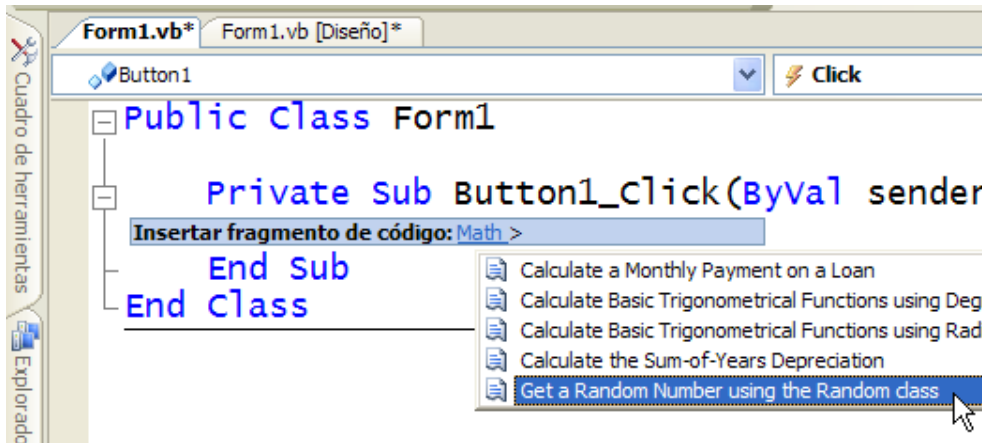 Form1.vb* Form1.vb [Diseño]*
Button1 Click
Cuadro de herramientas
Public Class Form1
Private Sub Button1_Click(ByVal sender
Insertar fragmento de código: Math >
End Sub
End Class
Calculate a Monthly Payment on a Loan
Calculate Basic Trigonometrical Functions using Deg
Calculate Basic Trigonometrical Functions using Rad
Calculate the Sum-of-Years Depreciation
Get a Random Number using the Random class
Explorado